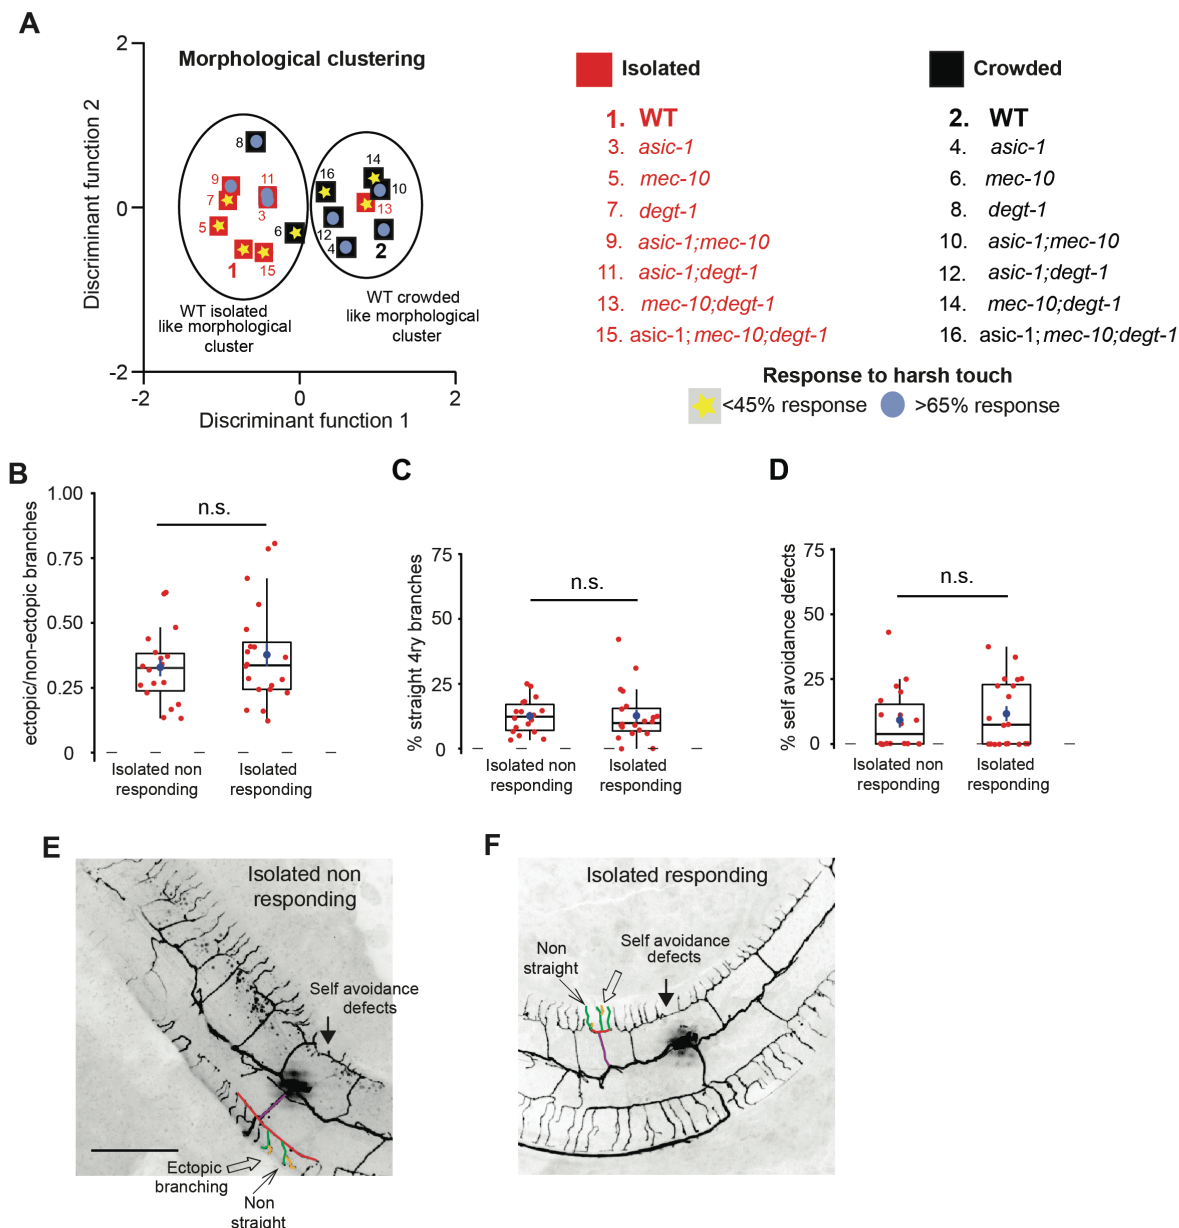 A
Morphological clustering
Discriminant function 2
2
0
-2
-2
0
2
Discriminant function 1
8
9
11
7
3
5
6
1
15
16
14
10
13
12
4
2
WT isolated
like morphological
cluster
WT crowded
like morphological
cluster
Isolated
1. WT
3. asic-1
5. mec-10
7. degt-1
9. asic-1;mec-10
11. asic-1;degt-1
13. mec-10;degt-1
15. asic-1;mec-10;degt-1
Crowded
2. WT
4. asic-1
6. mec-10
8. degt-1
10. asic-1;mec-10
12. asic-1;degt-1
14. mec-10;degt-1
16. asic-1;mec-10;degt-1
Response to harsh touch
<45% response
>65% response
B
ectopic/non-ectopic branches
1.00
0.75
0.50
0.25
0
n.s.
Isolated non
responding
Isolated
responding
C
% straight 4ry branches
75
50
25
0
n.s.
Isolated non
responding
Isolated
responding
D
% self avoidance defects
75
50
25
0
n.s.
Isolated non
responding
Isolated
responding
E
Isolated non
responding
Self avoidance
defects
Ectopic
branching
Non
straight
F
Isolated responding
Non
straight
Self avoidance
defects